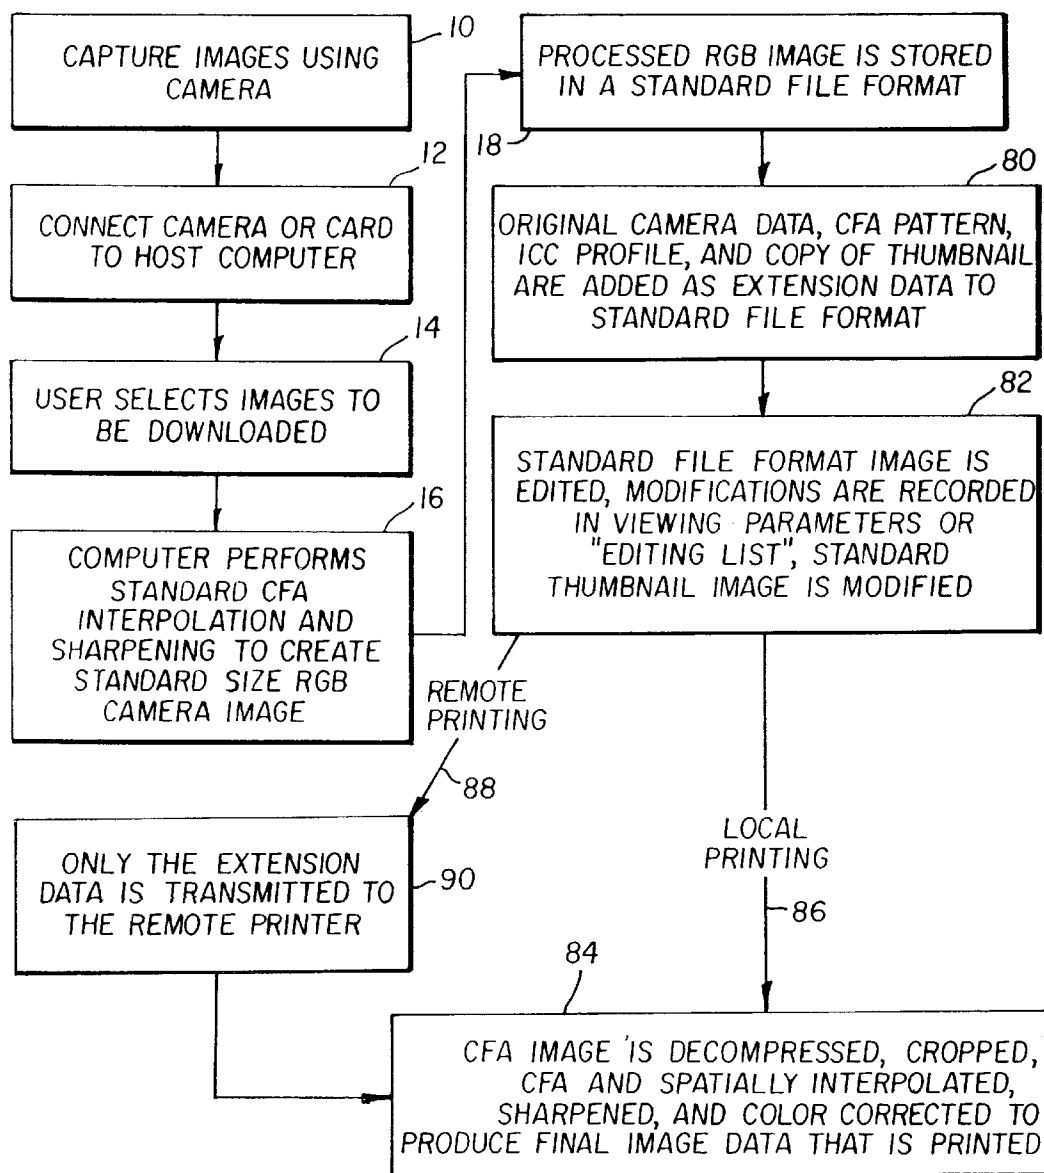 10
CAPTURE IMAGES USING
CAMERA
12
CONNECT CAMERA OR CARD
TO HOST COMPUTER
14
USER SELECTS IMAGES TO
BE DOWNLOADED
16
COMPUTER PERFORMS
STANDARD CFA
INTERPOLATION AND
SHARPENING TO CREATE
STANDARD SIZE RGB
CAMERA IMAGE
PROCESSED RGB IMAGE IS STORED
IN A STANDARD FILE FORMAT
18
80
ORIGINAL CAMERA DATA, CFA PATTERN,
ICC PROFILE, AND COPY OF THUMBNAIL
ARE ADDED AS EXTENSION DATA TO
STANDARD FILE FORMAT
82
STANDARD FILE FORMAT IMAGE IS
EDITED, MODIFICATIONS ARE RECORDED
IN VIEWING PARAMETERS OR
"EDITING LIST", STANDARD
THUMBNAIL IMAGE IS MODIFIED
REMOTE
PRINTING
88
ONLY THE EXTENSION
DATA IS TRANSMITTED TO
THE REMOTE PRINTER
90
LOCAL
PRINTING
86
84
CFA IMAGE IS DECOMPRESSED, CROPPED,
CFA AND SPATIALLY INTERPOLATED,
SHARPENED, AND COLOR CORRECTED TO
PRODUCE FINAL IMAGE DATA THAT IS PRINTED